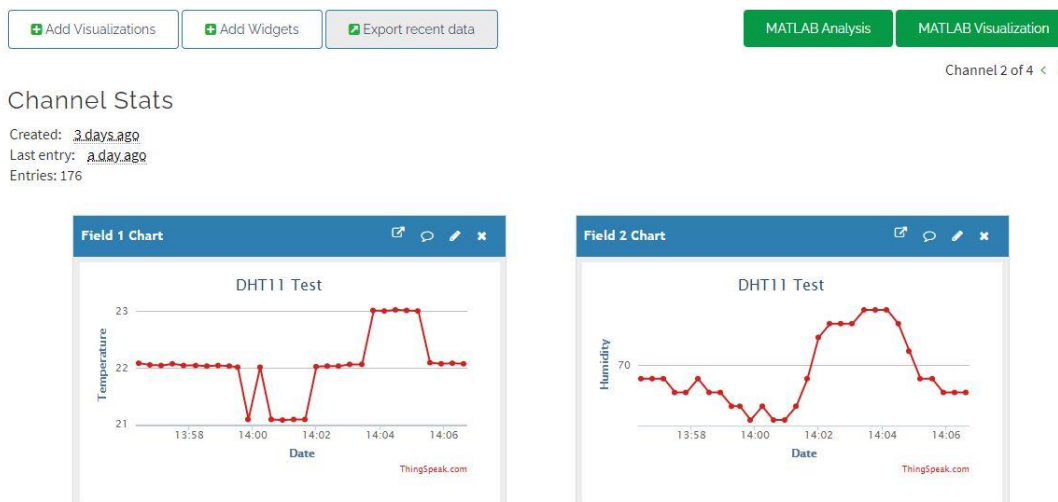 Add Visualizations
Add Widgets
Export recent data
MATLAB Analysis
MATLAB Visualization
Channel 2 of 4 <
Channel Stats
Created: 3 days ago
Last entry: a day ago
Entries: 176
Field 1 Chart
DHT11 Test
Temperature
23
22
21
13:58 14:00 14:02 14:04 14:06
Date
ThingSpeak.com
Field 2 Chart
DHT11 Test
Humidity
70
13:58 14:00 14:02 14:04 14:06
Date
ThingSpeak.com